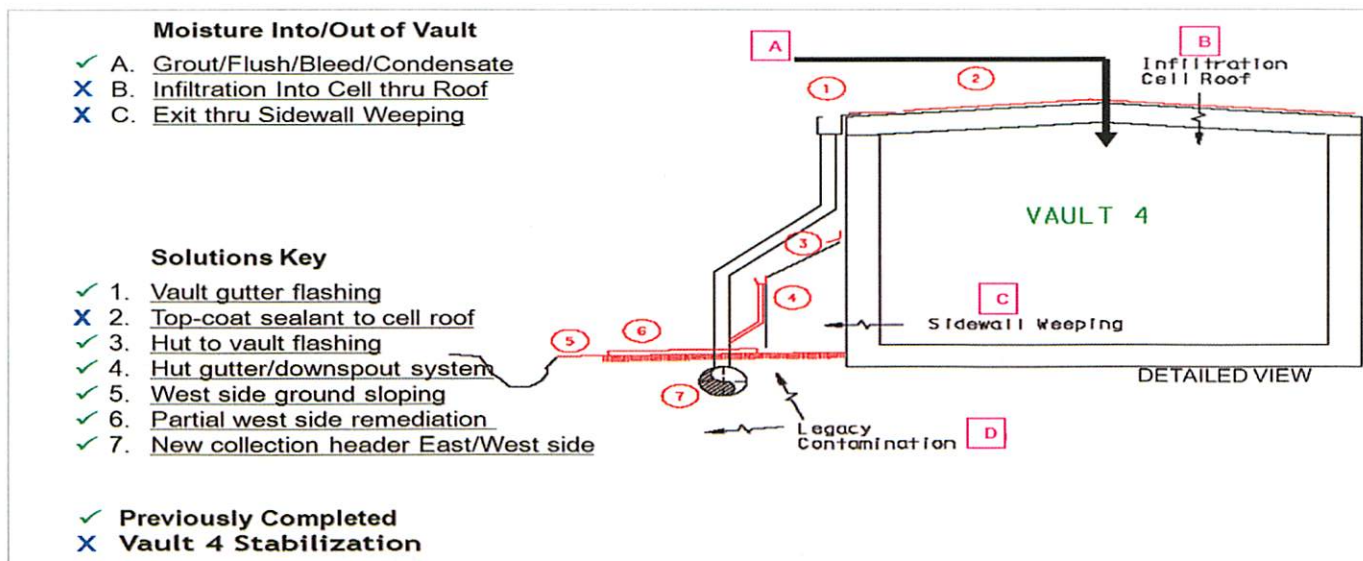 Moisture Into/Out of Vault
✓ A. Grout/Flush/Bleed/Condensate
X B. Infiltration Into Cell thru Roof
X C. Exit thru Sidewall Weeping
Solutions Key
✓ 1. Vault gutter flashing
X 2. Top-coat sealant to cell roof
✓ 3. Hut to vault flashing
✓ 4. Hut gutter/downspout system
✓ 5. West side ground sloping
✓ 6. Partial west side remediation
✓ 7. New collection header East/West side
✓ Previously Completed
X Vault 4 Stabilization
A
B
Infiltration
Cell Roof
1
2
VAULT 4
3
4
C
Sidewall Weeping
5
6
DETAILED VIEW
7
Legacy
Contamination
D